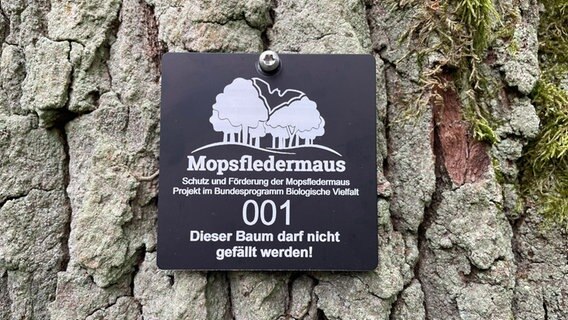 Mopsfledermaus
Schutz und Förderung der Mopsfledermaus
Projekt im Bundesprogramm Biologische Vielfalt
001
Dieser Baum darf nicht
gefällt werden!